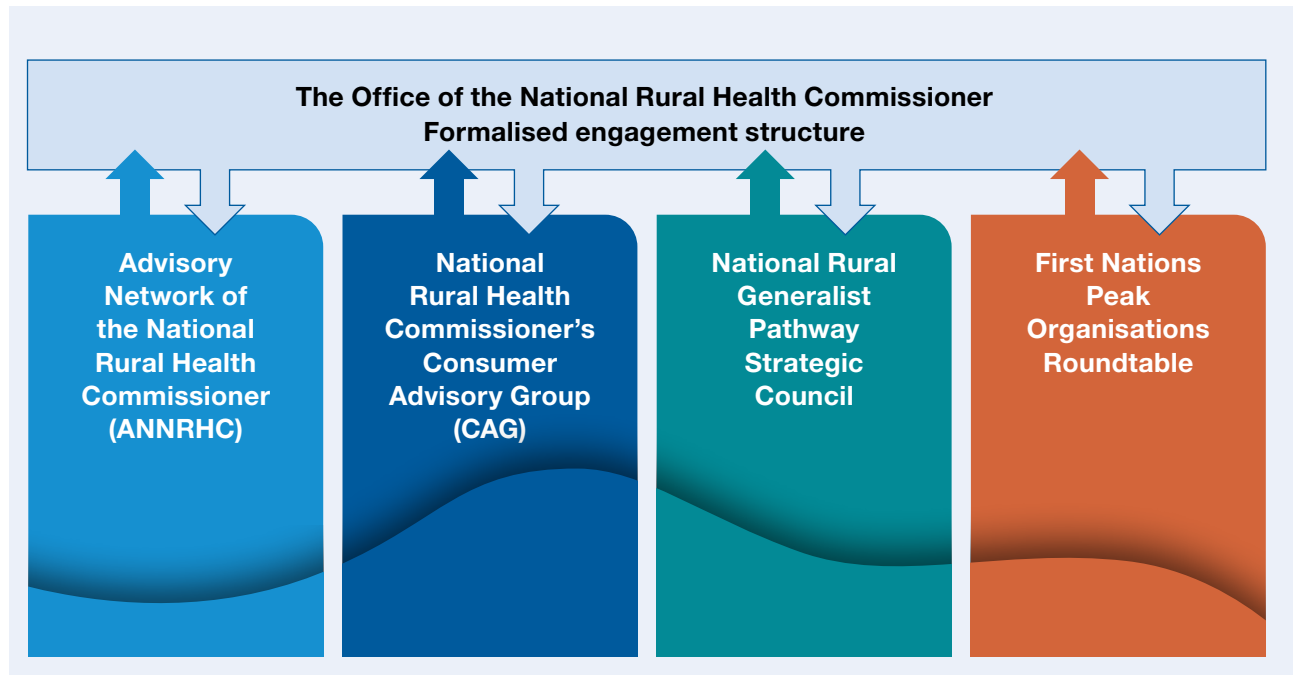 The Office of the National Rural Health Commissioner
Formalised engagement structure
Advisory
Network of
the National
Rural Health
Commissioner
(ANNRHC)
National
Rural Health
Commissioner’s
Consumer
Advisory Group
(CAG)
National Rural
Generalist
Pathway
Strategic
Council
First Nations
Peak
Organisations
Roundtable